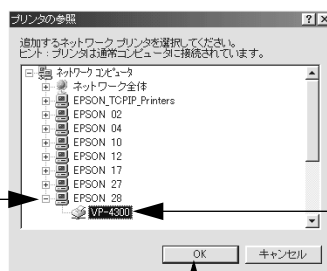 プリンタの参照
追加するネットワーク プリンタを選択してください。
ヒント : プリンタは通常コンピュータに接続されています。
ネットワーク コンピュータ
ネットワーク全体
EPSON_TCPIP_Printers
EPSON 02
EPSON 04
EPSON 10
EPSON 12
EPSON 17
EPSON 27
EPSON 28
VP-4300
OK
キャンセル